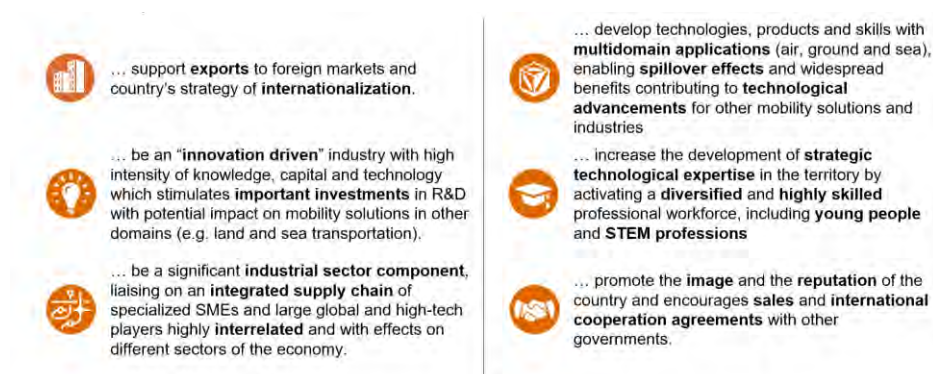 … support exports to foreign markets and
country's strategy of internationalization.
… be an “innovation driven” industry with high
intensity of knowledge, capital and technology
which stimulates important investments in R&D
with potential impact on mobility solutions in other
domains (e.g. land and sea transportation).
… be a significant industrial sector component,
liaising on an integrated supply chain of
specialized SMEs and large global and high-tech
players highly interrelated and with effects on
different sectors of the economy.
… develop technologies, products and skills with
multidomain applications (air, ground and sea),
enabling spillover effects and widespread
benefits contributing to technological
advancements for other mobility solutions and
industries
… increase the development of strategic
technological expertise in the territory by
activating a diversified and highly skilled
professional workforce, including young people
and STEM professions
… promote the image and the reputation of the
country and encourages sales and international
cooperation agreements with other
governments.